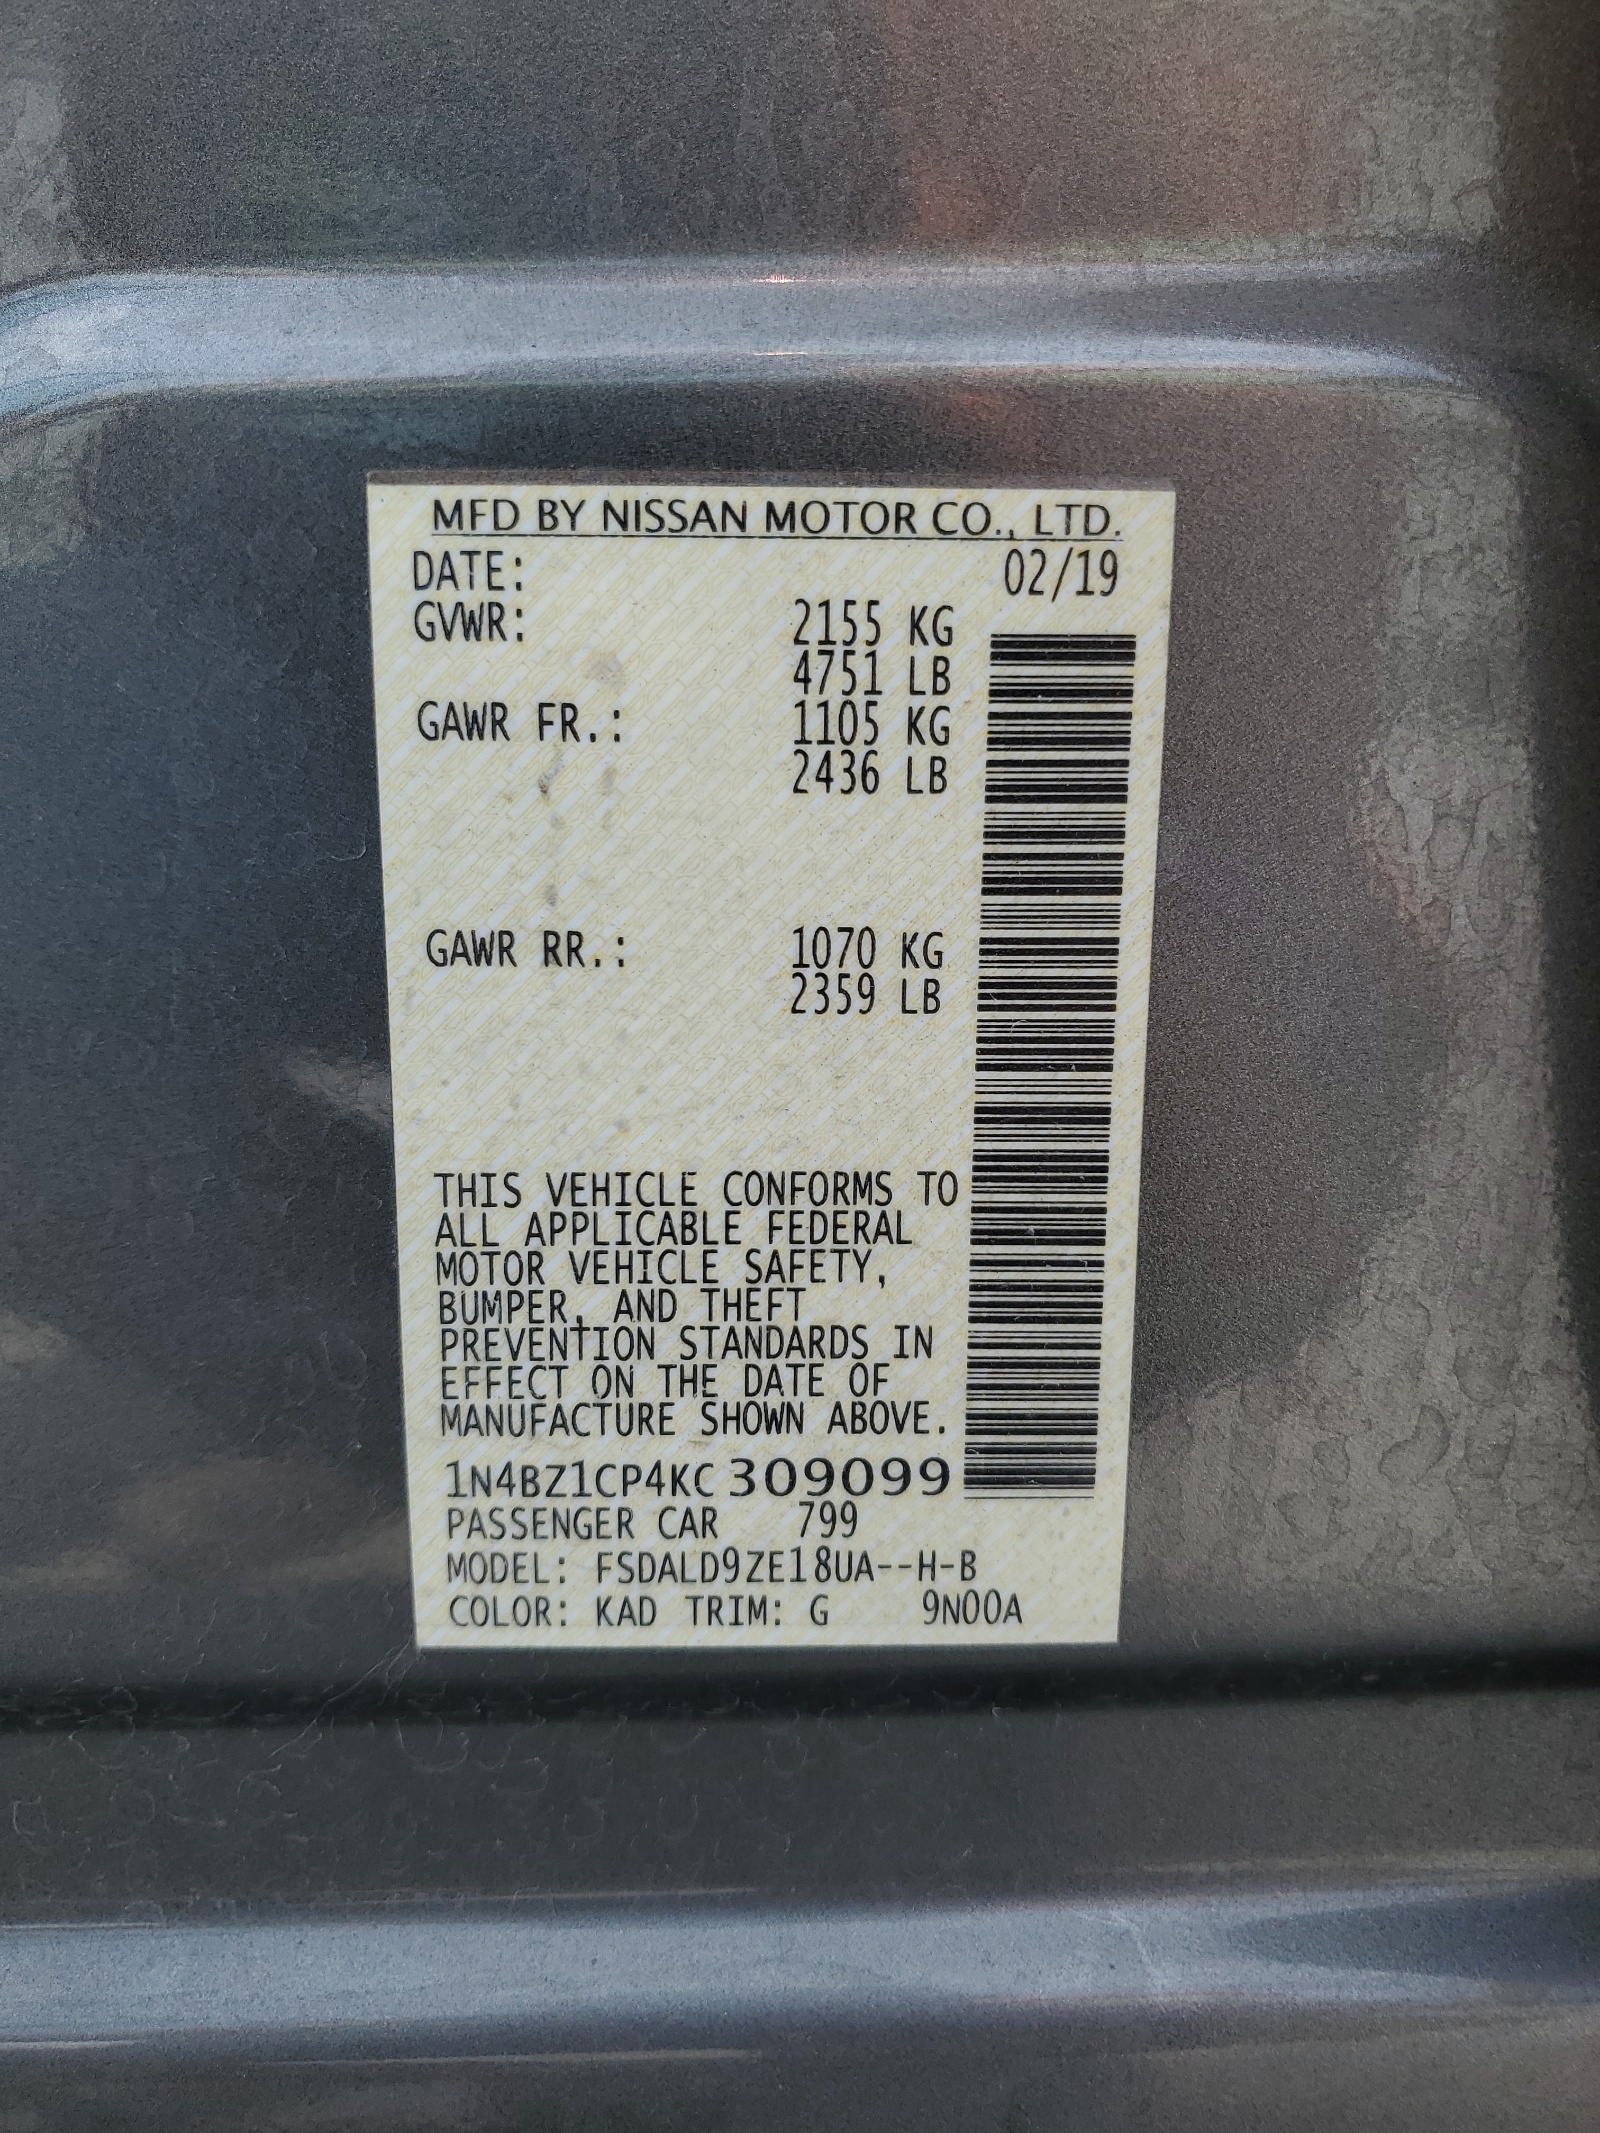 MFD BY NISSAN MOTOR CO., LTD.
DATE: 02/19
GVWR: 2155 KG
4751 LB
GAWR FR.: 1105 KG
2436 LB
GAWR RR.: 1070 KG
2359 LB
THIS VEHICLE CONFORMS TO
ALL APPLICABLE FEDERAL
MOTOR VEHICLE SAFETY,
BUMPER, AND THEFT
PREVENTION STANDARDS IN
EFFECT ON THE DATE OF
MANUFACTURE SHOWN ABOVE.
1N4BZ1CP4KC309099
PASSENGER CAR 799
MODEL: FSDALD9ZE18UA--H-B
COLOR: KAD TRIM: G 9N00A